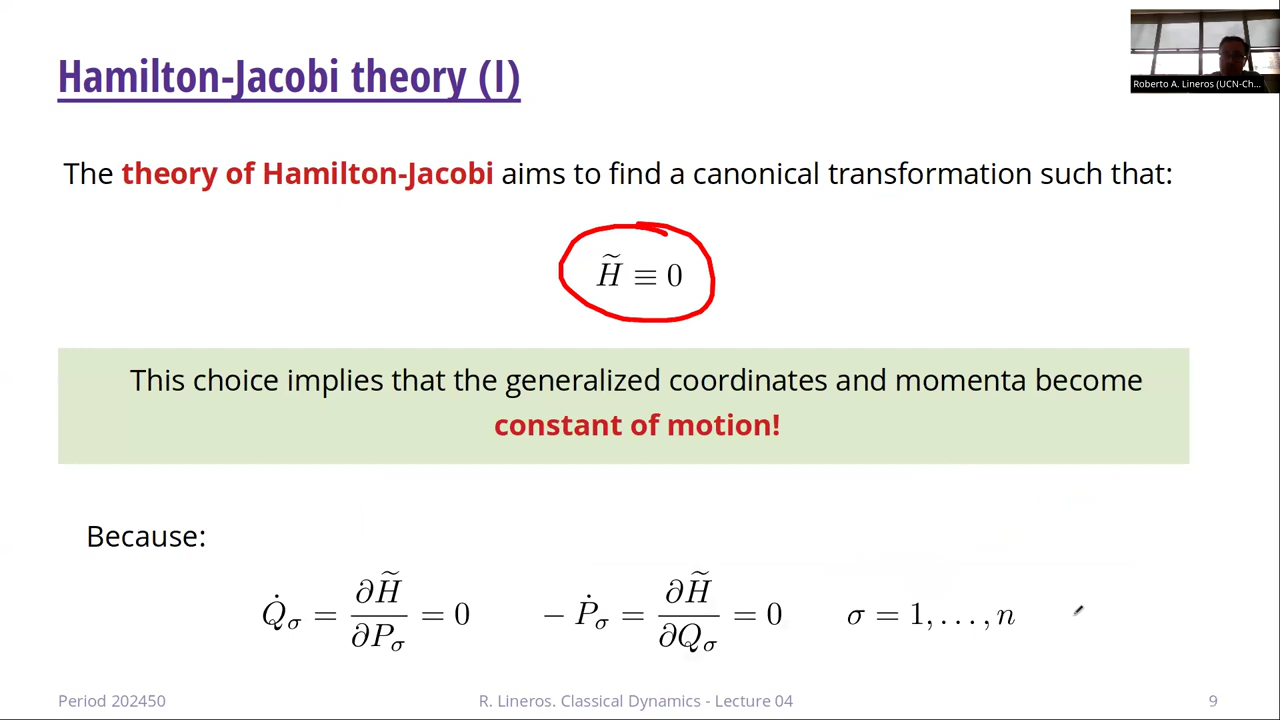 Hamilton-Jacobi theory (I)
Roberto A. Lineros (UCN-Ch...
The theory of Hamilton-Jacobi aims to find a canonical transformation such that:
H̃ ≡ 0
This choice implies that the generalized coordinates and momenta become
constant of motion!
Because:
Q̇σ = ∂H̃/∂Pσ = 0 − Ṗσ = ∂H̃/∂Qσ = 0 σ = 1, . . . , n
Period 202450 R. Lineros. Classical Dynamics - Lecture 04 9